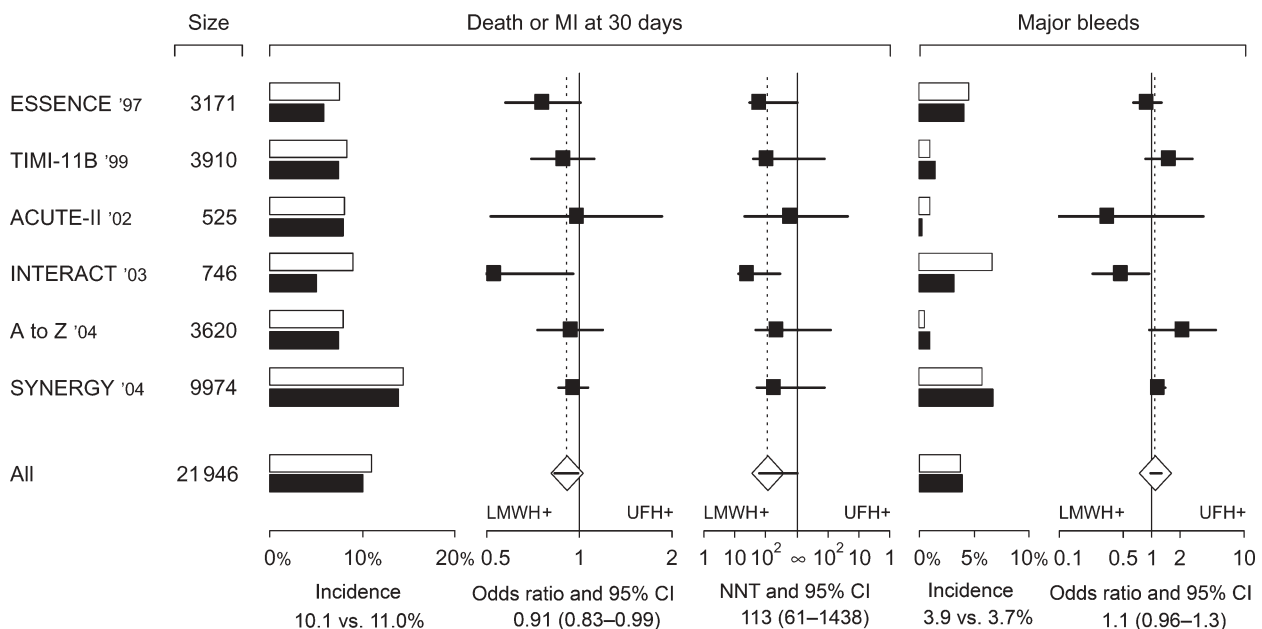 Size Death or MI at 30 days Major bleeds
ESSENCE '97 3171
TIMI-11B '99 3910
ACUTE-II '02 525
INTERACT '03 746
A to Z '04 3620
SYNERGY '04 9974
All 21 946
LMWH+ UFH+ LMWH+ UFH+ LMWH+ UFH+
0% 10% 20% 0.5 1 2 1 10 10² ∞ 10² 10 1 0% 5% 10% 0.1 0.5 1 2 10
Incidence Odds ratio and 95% CI NNT and 95% CI Incidence Odds ratio and 95% CI
10.1 vs. 11.0% 0.91 (0.83–0.99) 113 (61–1438) 3.9 vs. 3.7% 1.1 (0.96–1.3)